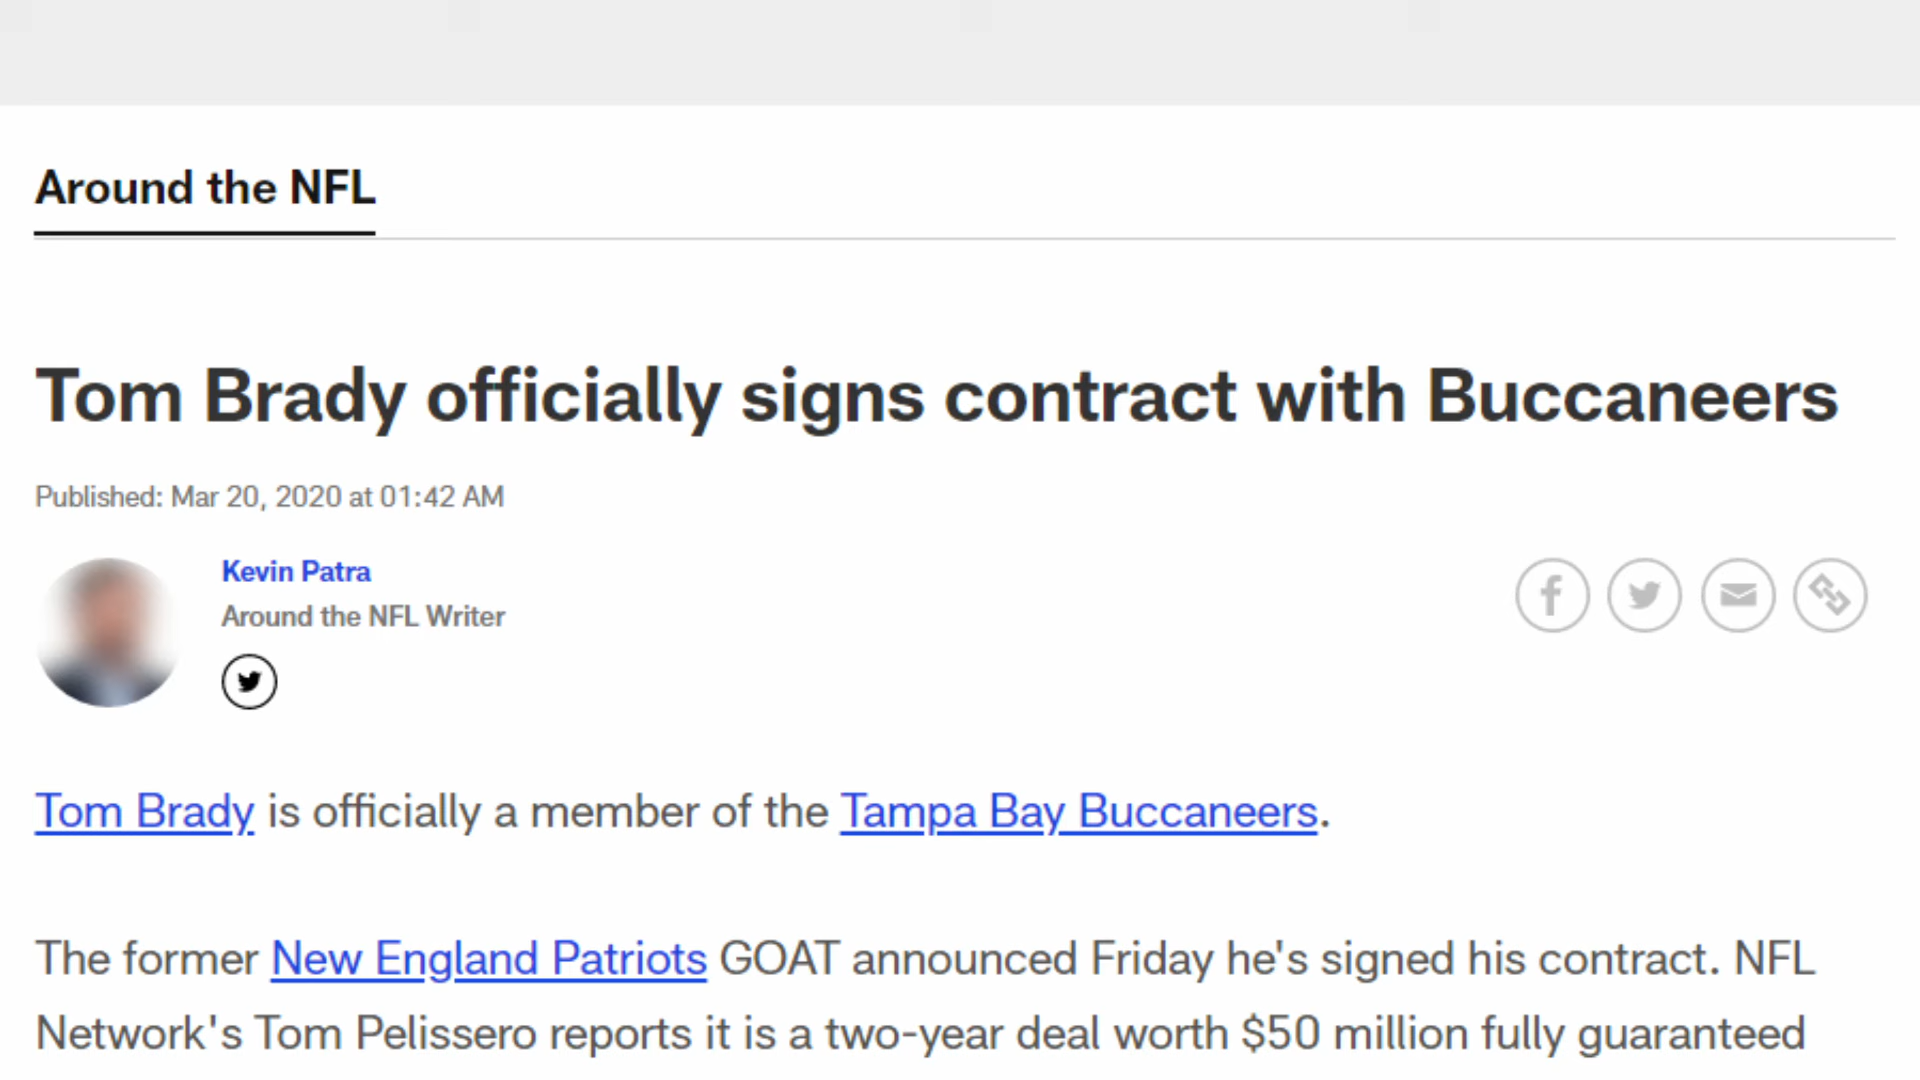 Around the NFL
Tom Brady officially signs contract with Buccaneers
Published: Mar 20, 2020 at 01:42 AM
Kevin Patra
Around the NFL Writer
Tom Brady is officially a member of the Tampa Bay Buccaneers.
The former New England Patriots GOAT announced Friday he's signed his contract. NFL
Network's Tom Pelissero reports it is a two-year deal worth $50 million fully guaranteed